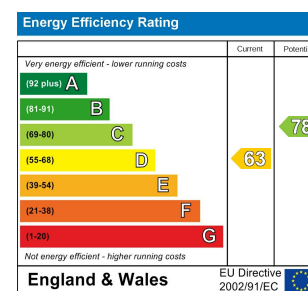 Energy Efficiency Rating
Current Potenti
Very energy efficient - lower running costs
(92 plus) A
(81-91) B
(69-80) C
78
(55-68) D
63
(39-54) E
(21-38) F
(1-20) G
Not energy efficient - higher running costs
England & Wales
EU Directive
2002/91/EC